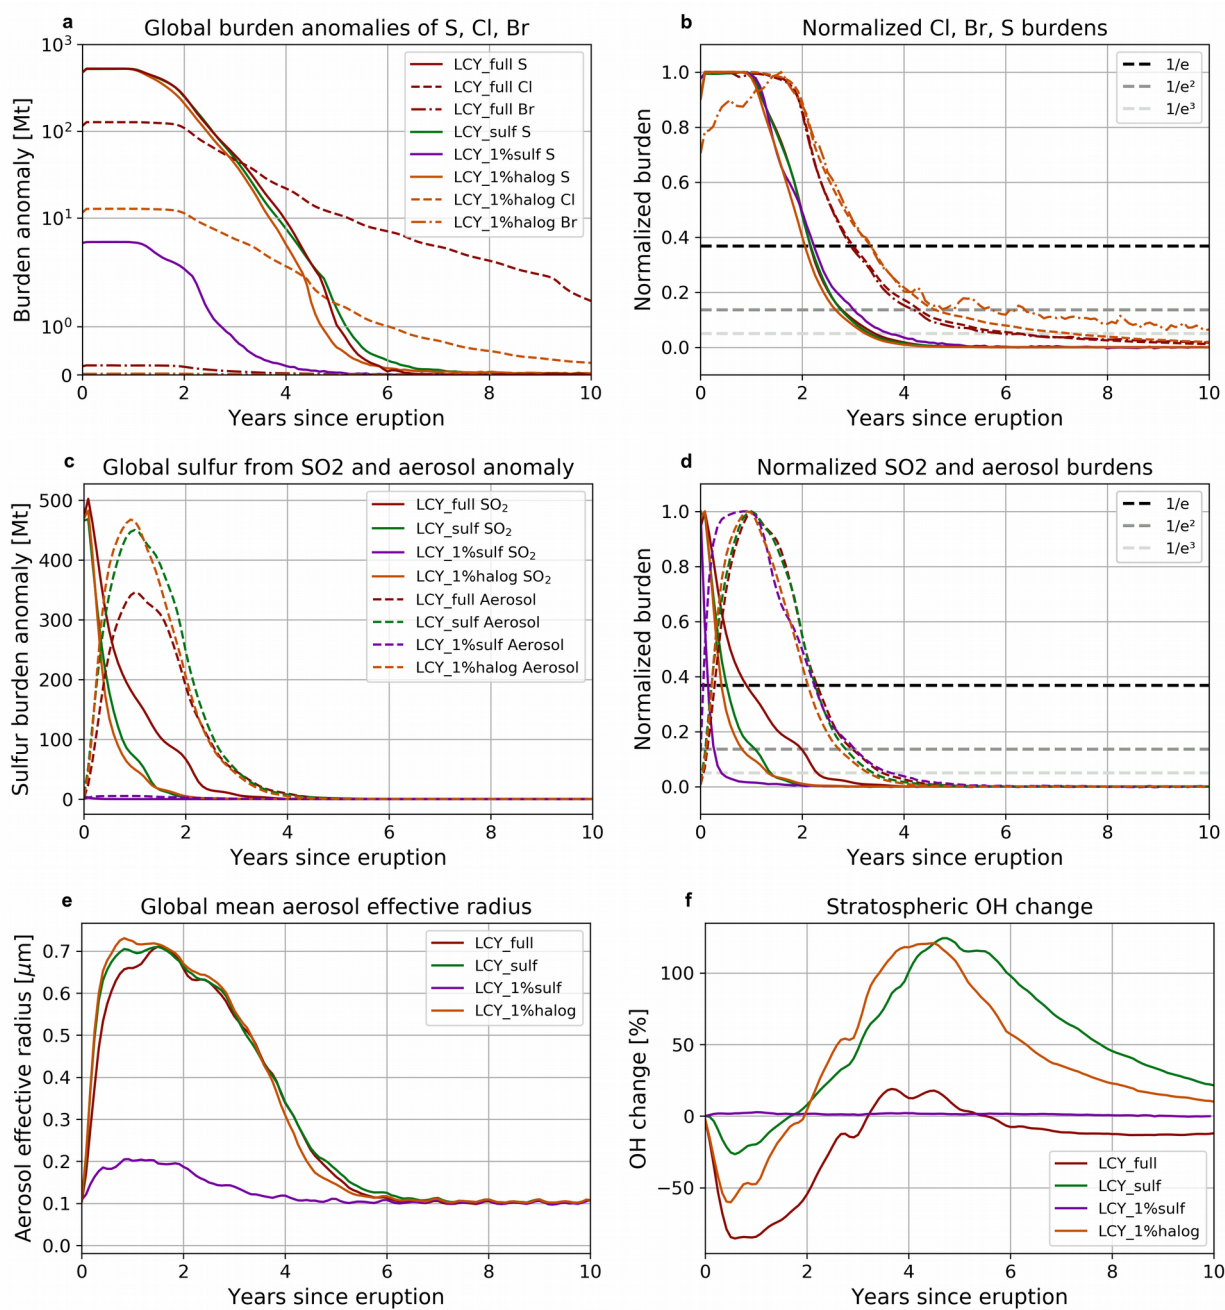 a
Global burden anomalies of S, Cl, Br
Burden anomaly [Mt]
10³
10²
10¹
10⁰
0
LCY_full S
LCY_full Cl
LCY_full Br
LCY_sulf S
LCY_1%sulf S
LCY_1%halog S
LCY_1%halog Cl
LCY_1%halog Br
0 2 4 6 8 10
Years since eruption
b
Normalized Cl, Br, S burdens
Normalized burden
1.0
0.8
0.6
0.4
0.2
0.0
1/e
1/e²
1/e³
0 2 4 6 8 10
Years since eruption
c
Global sulfur from SO2 and aerosol anomaly
Sulfur burden anomaly [Mt]
500
400
300
200
100
0
LCY_full SO₂
LCY_sulf SO₂
LCY_1%sulf SO₂
LCY_1%halog SO₂
LCY_full Aerosol
LCY_sulf Aerosol
LCY_1%sulf Aerosol
LCY_1%halog Aerosol
0 2 4 6 8 10
Years since eruption
d
Normalized SO2 and aerosol burdens
Normalized burden
1.0
0.8
0.6
0.4
0.2
0.0
1/e
1/e²
1/e³
0 2 4 6 8 10
Years since eruption
e
Global mean aerosol effective radius
Aerosol effective radius [μm]
0.7
0.6
0.5
0.4
0.3
0.2
0.1
0.0
LCY_full
LCY_sulf
LCY_1%sulf
LCY_1%halog
0 2 4 6 8 10
Years since eruption
f
Stratospheric OH change
OH change [%]
100
50
0
−50
LCY_full
LCY_sulf
LCY_1%sulf
LCY_1%halog
0 2 4 6 8 10
Years since eruption